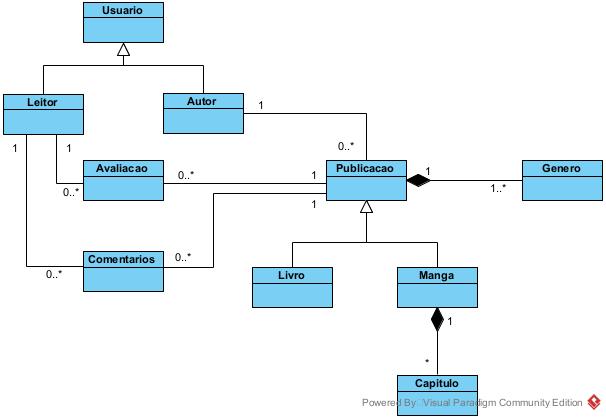 Usuario
Leitor
Autor
1
1
1
0..*
Avaliacao
0..*
0..*
1
Publicacao
1
1..*
Genero
1
Comentarios
0..*
0..*
Livro
Manga
1
*
Capitulo
Powered By: Visual Paradigm Community Edition